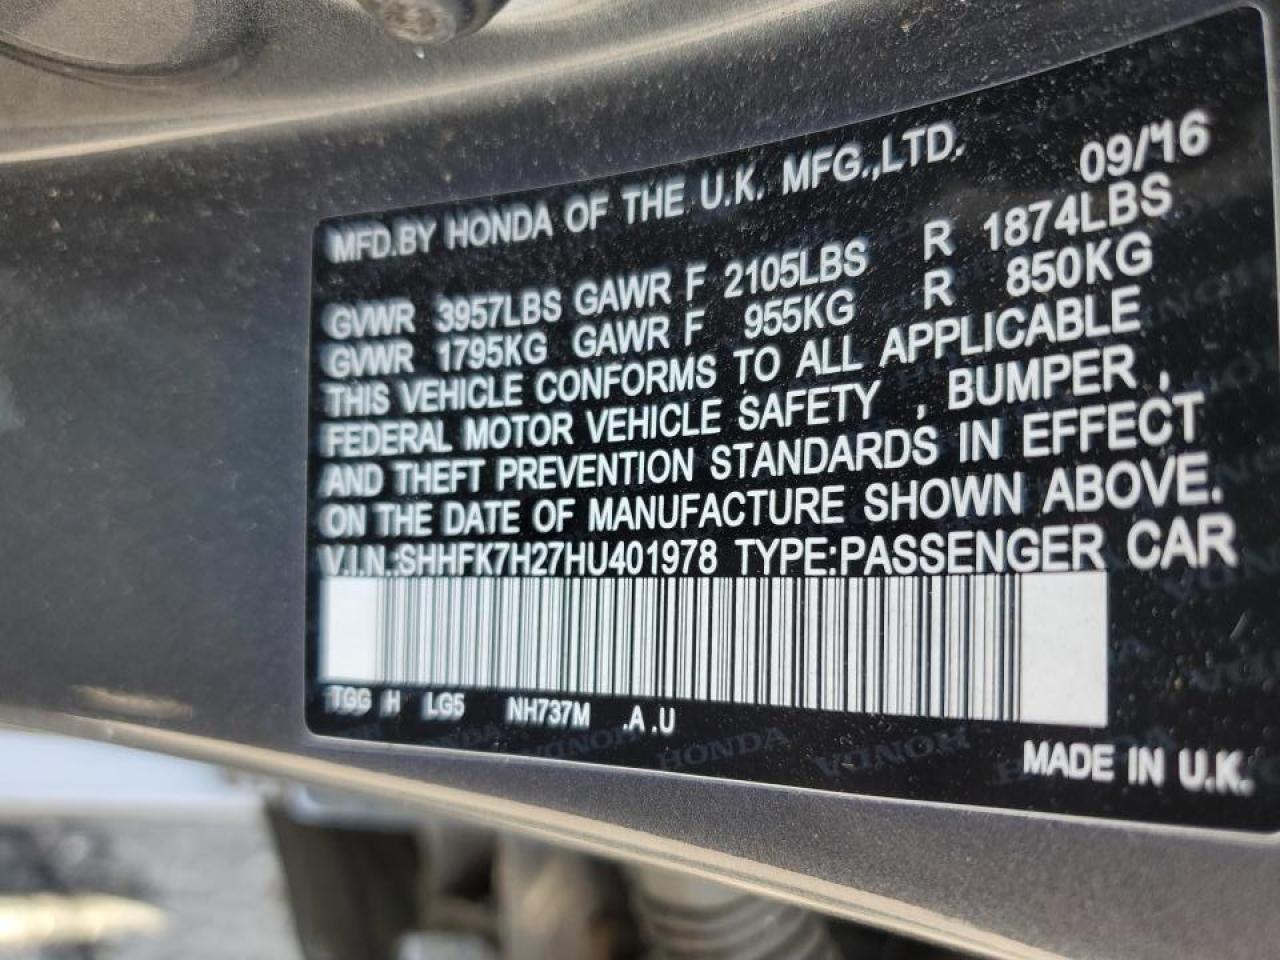 MFD.BY HONDA OF THE U.K. MFG.,LTD. 09/16
GVWR 3957LBS GAWR F 2105LBS R 1874LBS
GVWR 1795KG GAWR F 955KG R 850KG
THIS VEHICLE CONFORMS TO ALL APPLICABLE
FEDERAL MOTOR VEHICLE SAFETY , BUMPER ,
AND THEFT PREVENTION STANDARDS IN EFFECT
ON THE DATE OF MANUFACTURE SHOWN ABOVE.
V.I.N.:SHHFK7H27HU401978 TYPE:PASSENGER CAR
TGG H LG5 NH737M .A .U
HONDA
MADE IN U.K.